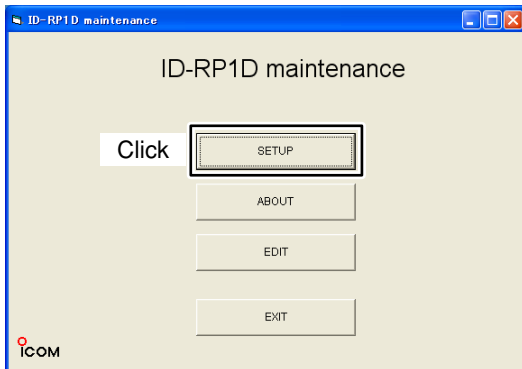 ID-RP1D maintenance
ID-RP1D maintenance
Click
SETUP
ABOUT
EDIT
EXIT
ICOM